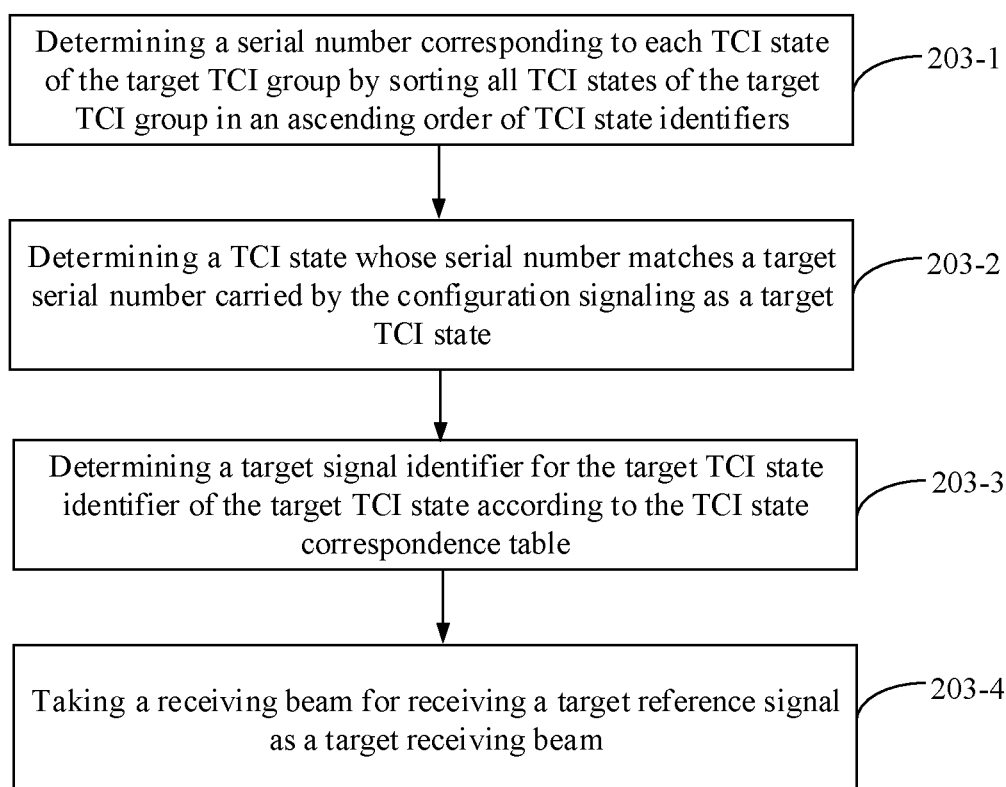 Determining a serial number corresponding to each TCI state
of the target TCI group by sorting all TCI states of the target
TCI group in an ascending order of TCI state identifiers
203-1
Determining a TCI state whose serial number matches a target
serial number carried by the configuration signaling as a target
TCI state
203-2
Determining a target signal identifier for the target TCI state
identifier of the target TCI state according to the TCI state
correspondence table
203-3
Taking a receiving beam for receiving a target reference signal
as a target receiving beam
203-4